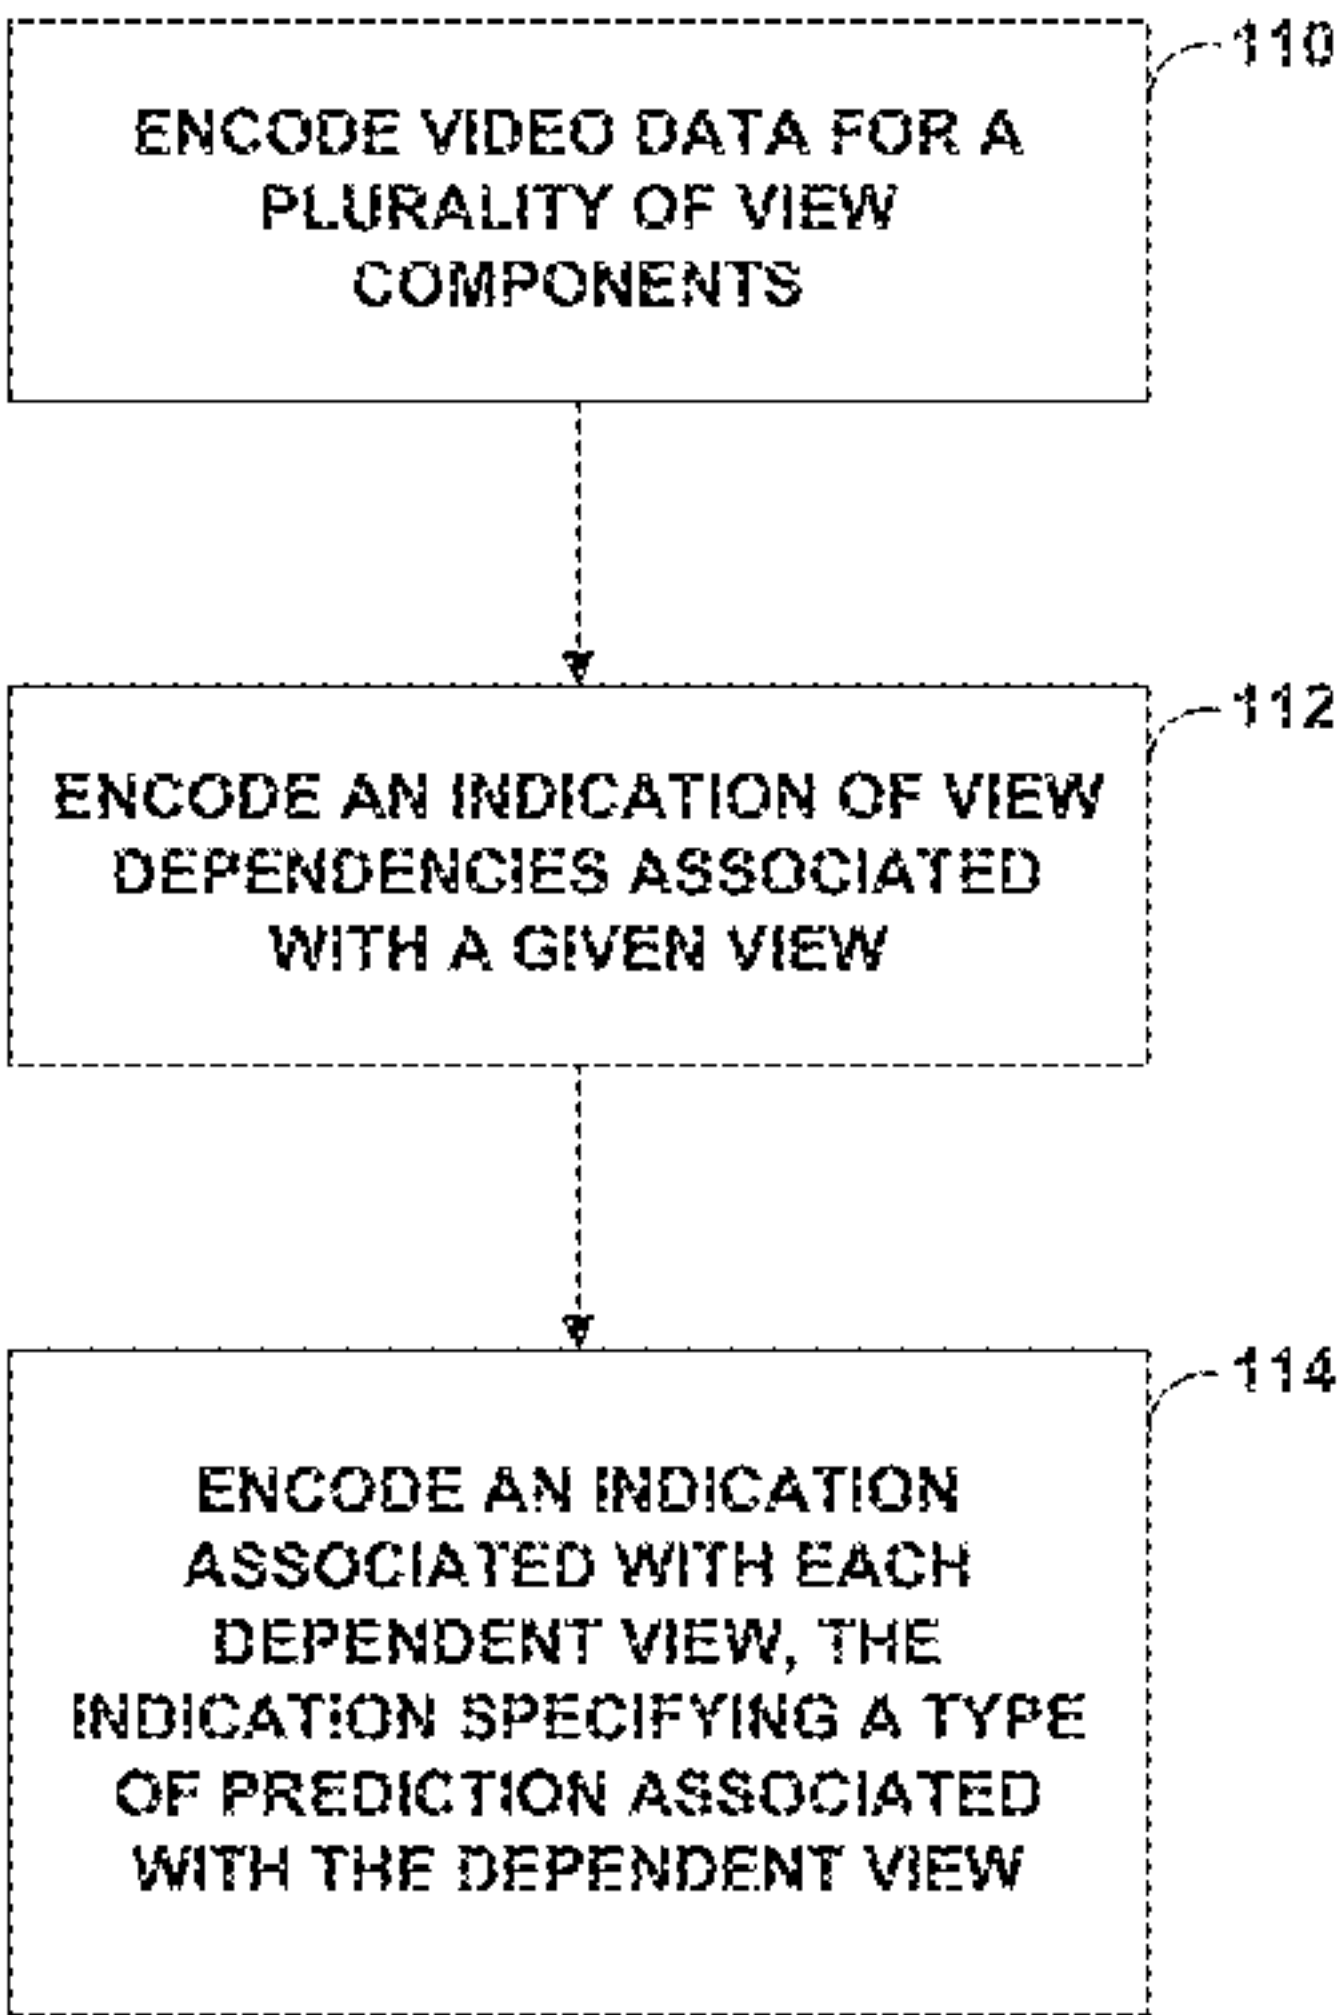 110
ENCODE VIDEO DATA FOR A
PLURALITY OF VIEW
COMPONENTS
112
ENCODE AN INDICATION OF VIEW
DEPENDENCIES ASSOCIATED
WITH A GIVEN VIEW
114
ENCODE AN INDICATION
ASSOCIATED WITH EACH
DEPENDENT VIEW, THE
INDICATION SPECIFYING A TYPE
OF PREDICTION ASSOCIATED
WITH THE DEPENDENT VIEW